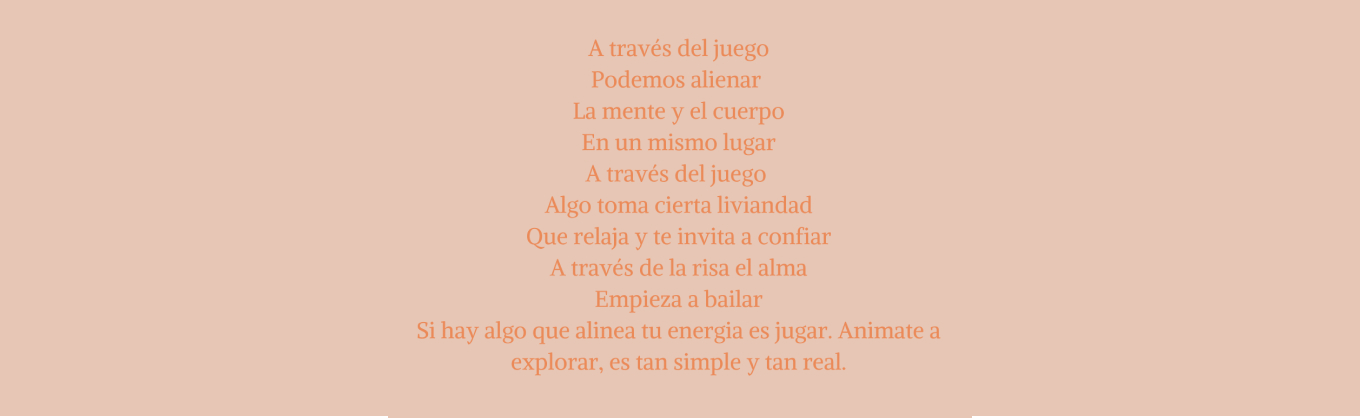 A través del juego
Podemos alienar
La mente y el cuerpo
En un mismo lugar
A través del juego
Algo toma cierta liviandad
Que relaja y te invita a confiar
A través de la risa el alma
Empieza a bailar
Si hay algo que alinea tu energia es jugar. Animate a
explorar, es tan simple y tan real.